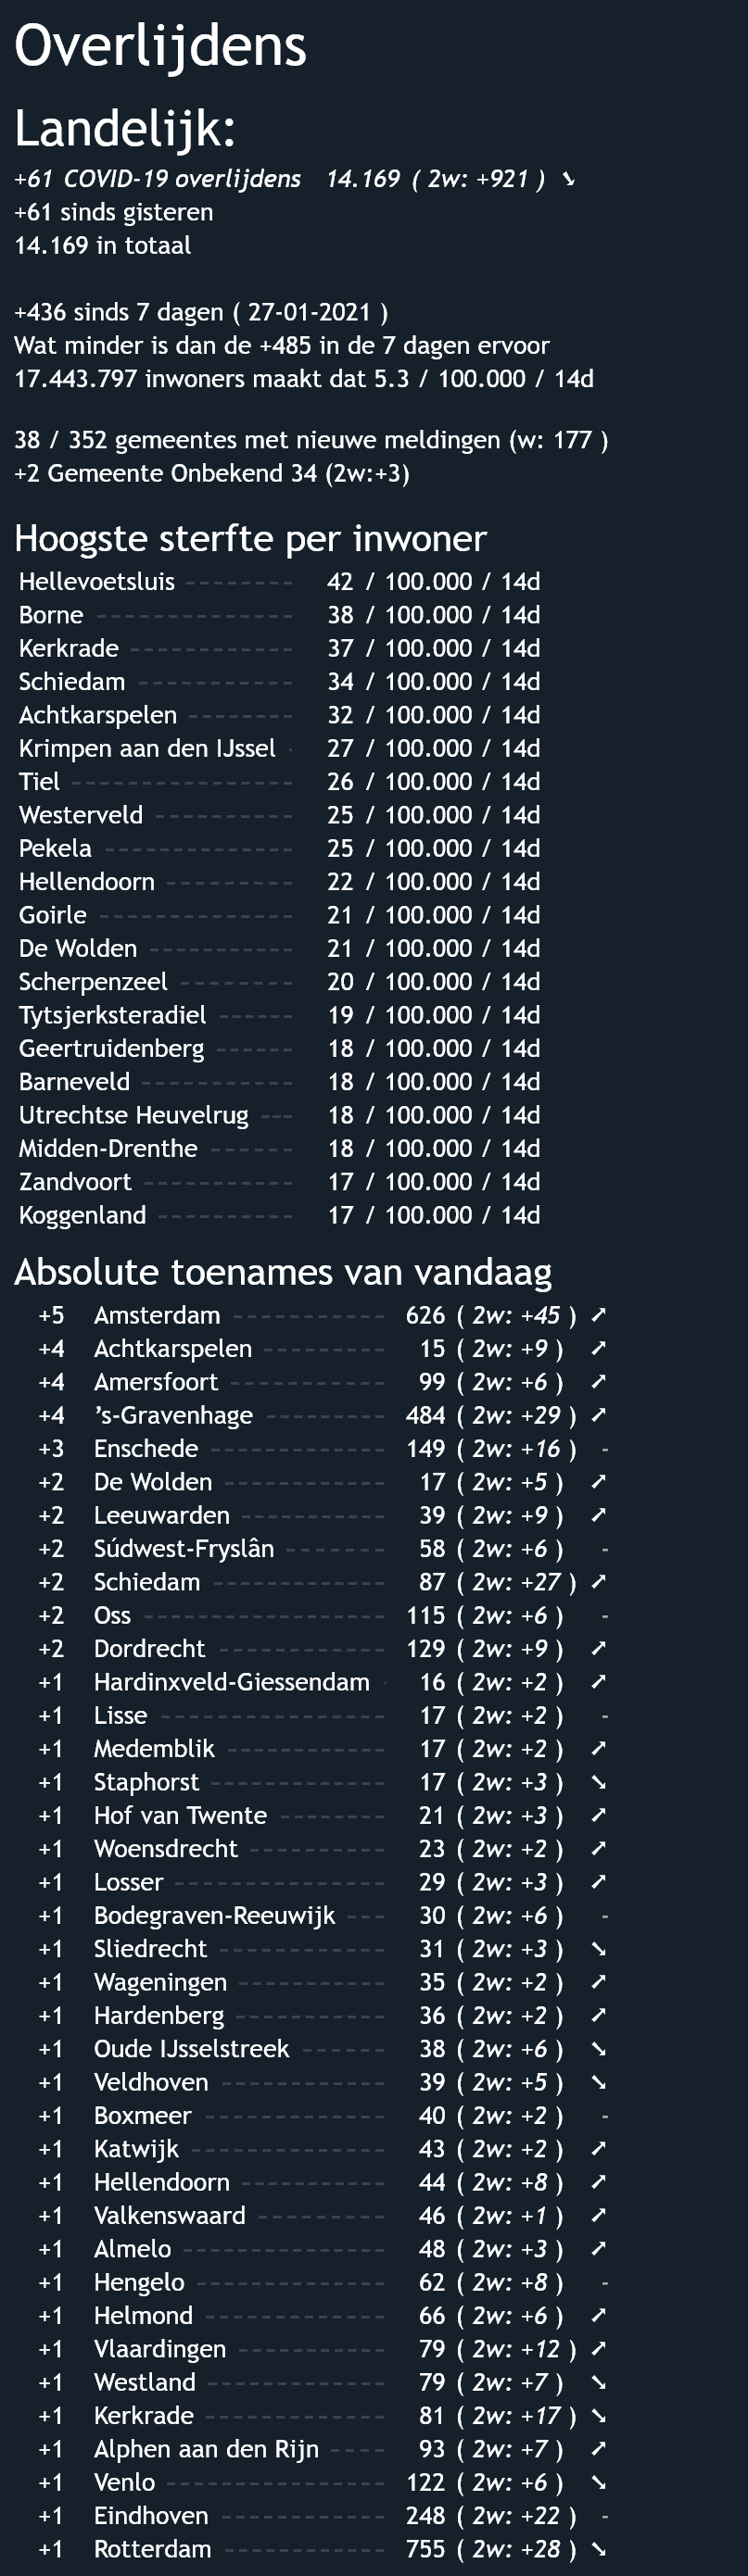 Overlijdens
Landelijk:
+61 COVID-19 overlijdens 14.169 ( 2w: +921 ) ➘
+61 sinds gisteren
14.169 in totaal
+436 sinds 7 dagen ( 27-01-2021 )
Wat minder is dan de +485 in de 7 dagen ervoor
17.443.797 inwoners maakt dat 5.3 / 100.000 / 14d
38 / 352 gemeentes met nieuwe meldingen (w: 177 )
+2 Gemeente Onbekend 34 (2w:+3)
Hoogste sterfte per inwoner
Hellevoetsluis -------- 42 / 100.000 / 14d
Borne --------------- 38 / 100.000 / 14d
Kerkrade ------------ 37 / 100.000 / 14d
Schiedam ----------- 34 / 100.000 / 14d
Achtkarspelen -------- 32 / 100.000 / 14d
Krimpen aan den IJssel - 27 / 100.000 / 14d
Tiel ----------------- 26 / 100.000 / 14d
Westerveld ---------- 25 / 100.000 / 14d
Pekela -------------- 25 / 100.000 / 14d
Hellendoorn --------- 22 / 100.000 / 14d
Goirle -------------- 21 / 100.000 / 14d
De Wolden ----------- 21 / 100.000 / 14d
Scherpenzeel -------- 20 / 100.000 / 14d
Tytsjerksteradiel ------ 19 / 100.000 / 14d
Geertruidenberg ------ 18 / 100.000 / 14d
Barneveld ----------- 18 / 100.000 / 14d
Utrechtse Heuvelrug --- 18 / 100.000 / 14d
Midden-Drenthe ------ 18 / 100.000 / 14d
Zandvoort ----------- 17 / 100.000 / 14d
Koggenland ---------- 17 / 100.000 / 14d
Absolute toenames van vandaag
+5 Amsterdam ----------- 626 ( 2w: +45 ) ➚
+4 Achtkarspelen --------- 15 ( 2w: +9 ) ➚
+4 Amersfoort ----------- 99 ( 2w: +6 ) ➚
+4 ’s-Gravenhage --------- 484 ( 2w: +29 ) ➚
+3 Enschede ------------- 149 ( 2w: +16 ) -
+2 De Wolden ------------ 17 ( 2w: +5 ) ➚
+2 Leeuwarden ----------- 39 ( 2w: +9 ) ➚
+2 Súdwest-Fryslân ------- 58 ( 2w: +6 ) -
+2 Schiedam ------------- 87 ( 2w: +27 ) ➚
+2 Oss ------------------ 115 ( 2w: +6 ) -
+2 Dordrecht ------------ 129 ( 2w: +9 ) ➚
+1 Hardinxveld-Giessendam - 16 ( 2w: +2 ) ➚
+1 Lisse ---------------- 17 ( 2w: +2 ) -
+1 Medemblik ------------ 17 ( 2w: +2 ) ➚
+1 Staphorst ------------- 17 ( 2w: +3 ) ➘
+1 Hof van Twente -------- 21 ( 2w: +3 ) ➚
+1 Woensdrecht ---------- 23 ( 2w: +2 ) ➚
+1 Losser --------------- 29 ( 2w: +3 ) ➚
+1 Bodegraven-Reeuwijk --- 30 ( 2w: +6 ) -
+1 Sliedrecht ------------ 31 ( 2w: +3 ) ➘
+1 Wageningen ----------- 35 ( 2w: +2 ) ➚
+1 Hardenberg ----------- 36 ( 2w: +2 ) ➚
+1 Oude IJsselstreek ------ 38 ( 2w: +6 ) ➘
+1 Veldhoven ------------ 39 ( 2w: +5 ) ➘
+1 Boxmeer ------------- 40 ( 2w: +2 ) -
+1 Katwijk -------------- 43 ( 2w: +2 ) ➚
+1 Hellendoorn ---------- 44 ( 2w: +8 ) ➚
+1 Valkenswaard --------- 46 ( 2w: +1 ) ➚
+1 Almelo --------------- 48 ( 2w: +3 ) ➚
+1 Hengelo -------------- 62 ( 2w: +8 ) -
+1 Helmond ------------- 66 ( 2w: +6 ) ➚
+1 Vlaardingen ----------- 79 ( 2w: +12 ) ➚
+1 Westland ------------- 79 ( 2w: +7 ) ➘
+1 Kerkrade ------------- 81 ( 2w: +17 ) ➘
+1 Alphen aan den Rijn ---- 93 ( 2w: +7 ) ➚
+1 Venlo ---------------- 122 ( 2w: +6 ) ➘
+1 Eindhoven ------------ 248 ( 2w: +22 ) -
+1 Rotterdam ------------ 755 ( 2w: +28 ) ➘